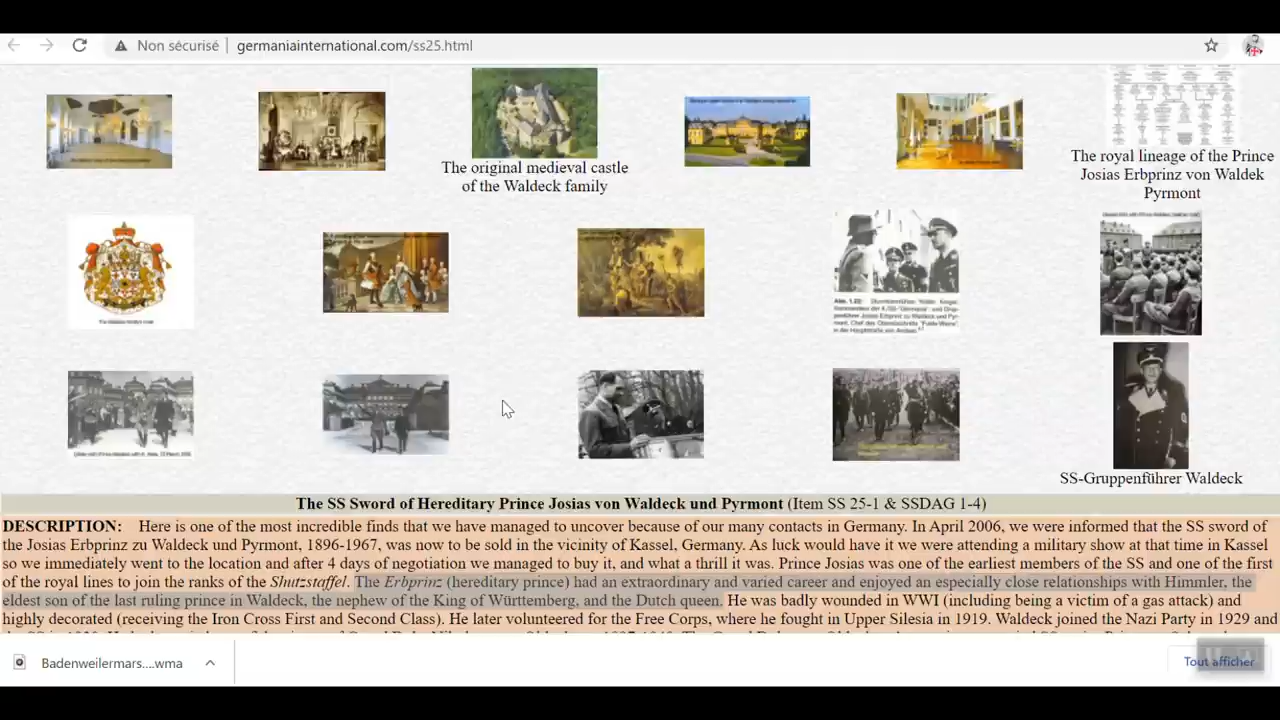 Non sécurisé germaniainternational.com/ss25.html
The original medieval castle
of the Waldeck family
The royal lineage of the Prince
Josias Erbprinz von Waldek
Pyrmont
SS-Gruppenführer Waldeck
The SS Sword of Hereditary Prince Josias von Waldeck und Pyrmont (Item SS 25-1 & SSDAG 1-4)
DESCRIPTION: Here is one of the most incredible finds that we have managed to uncover because of our many contacts in Germany. In April 2006, we were informed that the SS sword of
the Josias Erbprinz zu Waldeck und Pyrmont, 1896-1967, was now to be sold in the vicinity of Kassel, Germany. As luck would have it we were attending a military show at that time in Kassel
so we immediately went to the location and after 4 days of negotiation we managed to buy it, and what a thrill it was. Prince Josias was one of the earliest members of the SS and one of the first
of the royal lines to join the ranks of the Shutzstaffel. The Erbprinz (hereditary prince) had an extraordinary and varied career and enjoyed an especially close relationships with Himmler, the
eldest son of the last ruling prince in Waldeck, the nephew of the King of Württemberg, and the Dutch queen. He was badly wounded in WWI (including being a victim of a gas attack) and
highly decorated (receiving the Iron Cross First and Second Class). He later volunteered for the Free Corps, where he fought in Upper Silesia in 1919. Waldeck joined the Nazi Party in 1929 and
Badenweilermars....wma
Tout afficher